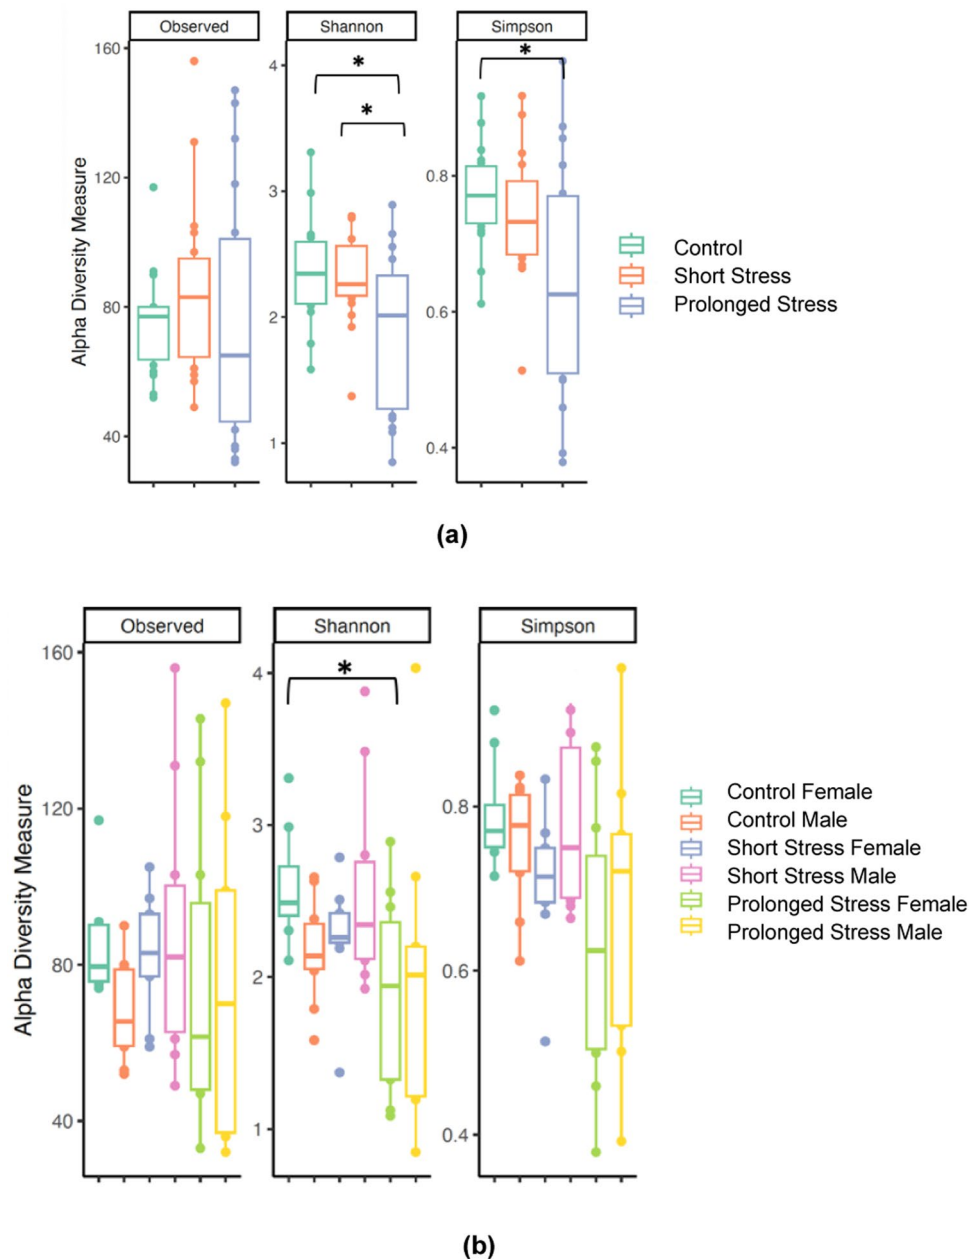 Observed Shannon Simpson
* * *
160
120
80
40
4
3
2
1
0.8
0.6
0.4
Alpha Diversity Measure
Control
Short Stress
Prolonged Stress
(a)
Observed Shannon Simpson
*
160
120
80
40
4
3
2
1
0.8
0.6
0.4
Alpha Diversity Measure
Control Female
Control Male
Short Stress Female
Short Stress Male
Prolonged Stress Female
Prolonged Stress Male
(b)